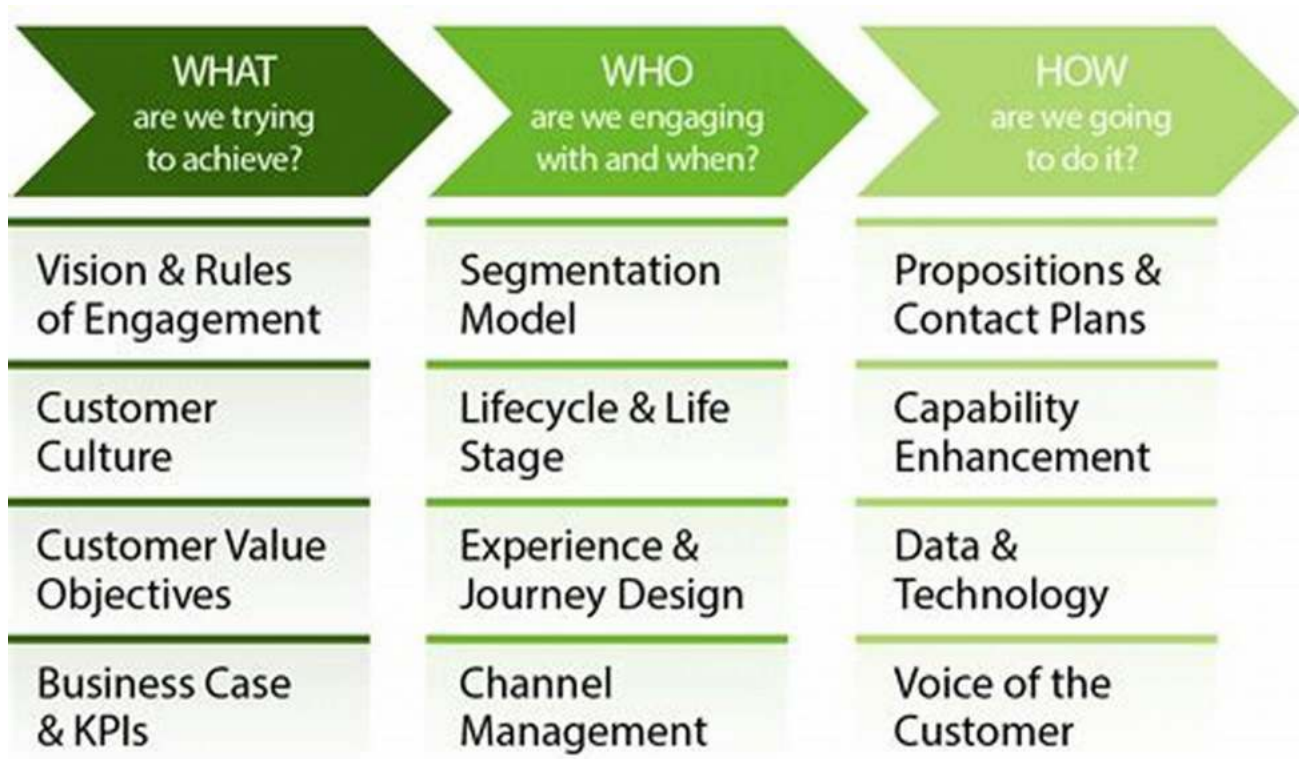 WHAT
are we trying
to achieve?
WHO
are we engaging
with and when?
HOW
are we going
to do it?
Vision & Rules
of Engagement
Segmentation
Model
Propositions &
Contact Plans
Customer
Culture
Lifecycle & Life
Stage
Capability
Enhancement
Customer Value
Objectives
Experience &
Journey Design
Data &
Technology
Business Case
& KPIs
Channel
Management
Voice of the
Customer